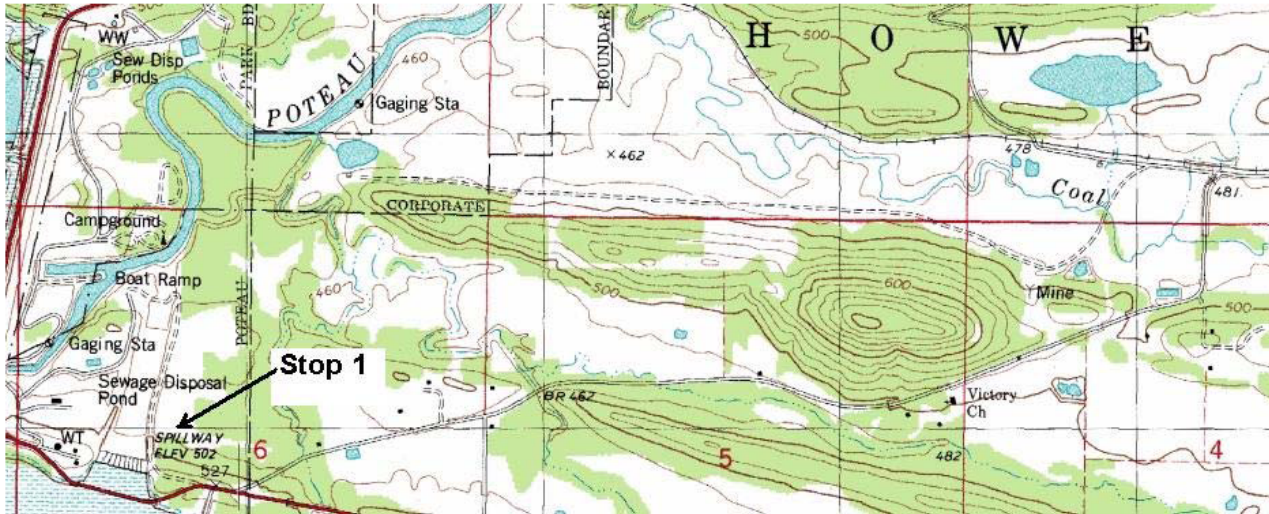 500
WW
Sew Disp
Ponds
PARK BDY
POTEAU
460
Gaging Sta
BOUNDARY
HOWE
500
×462
478
481
Coal
Campground
CORPORATE
Boat Ramp
POTEAU
460
500
600
Mine
500
Gaging Sta
Sewage Disposal
Pond
Stop 1
BR 462
Victory
Ch
WT
SPILLWAY
ELEV 502
6
527
5
482
4